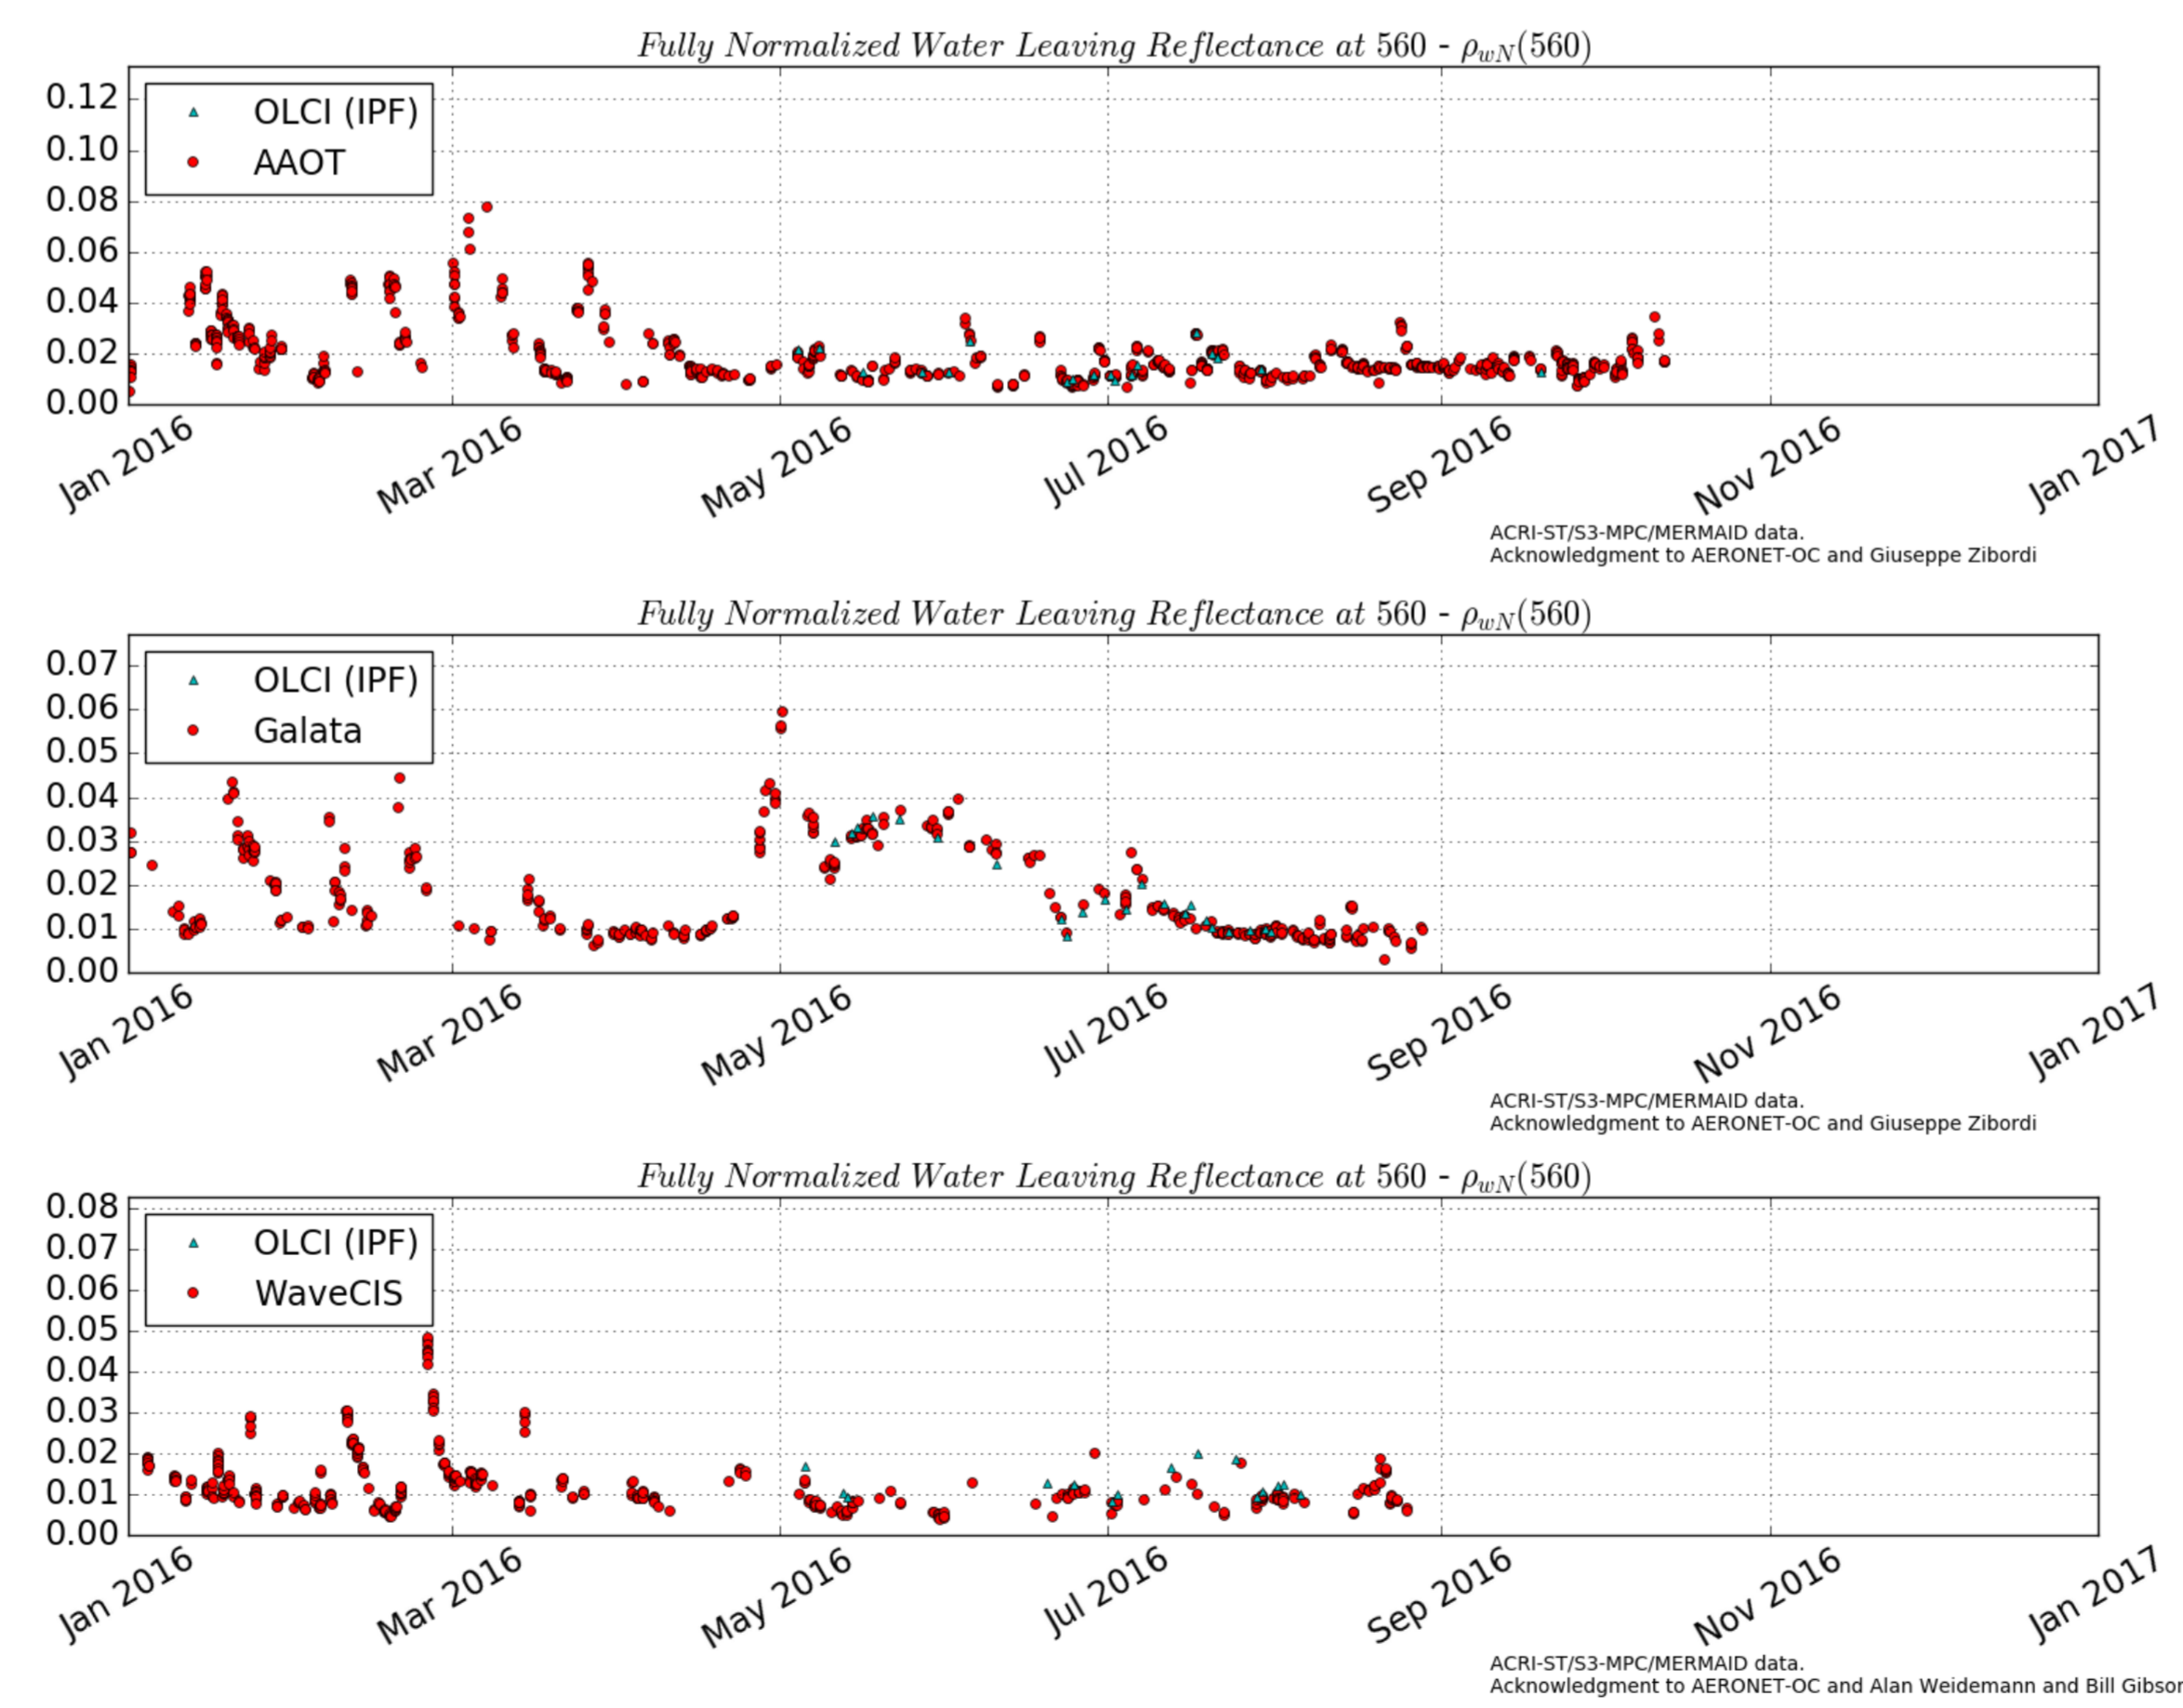 Fully Normalized Water Leaving Reflectance at 560 - ρwN(560)
0.12
0.10
0.08
0.06
0.04
0.02
0.00
OLCI (IPF)
AAOT
Jan 2016
Mar 2016
May 2016
Jul 2016
Sep 2016
Nov 2016
Jan 2017
ACRI-ST/S3-MPC/MERMAID data.
Acknowledgment to AERONET-OC and Giuseppe Zibordi
Fully Normalized Water Leaving Reflectance at 560 - ρwN(560)
0.07
0.06
0.05
0.04
0.03
0.02
0.01
0.00
OLCI (IPF)
Galata
Jan 2016
Mar 2016
May 2016
Jul 2016
Sep 2016
Nov 2016
Jan 2017
ACRI-ST/S3-MPC/MERMAID data.
Acknowledgment to AERONET-OC and Giuseppe Zibordi
Fully Normalized Water Leaving Reflectance at 560 - ρwN(560)
0.08
0.07
0.06
0.05
0.04
0.03
0.02
0.01
0.00
OLCI (IPF)
WaveCIS
Jan 2016
Mar 2016
May 2016
Jul 2016
Sep 2016
Nov 2016
Jan 2017
ACRI-ST/S3-MPC/MERMAID data.
Acknowledgment to AERONET-OC and Alan Weidemann and Bill Gibson